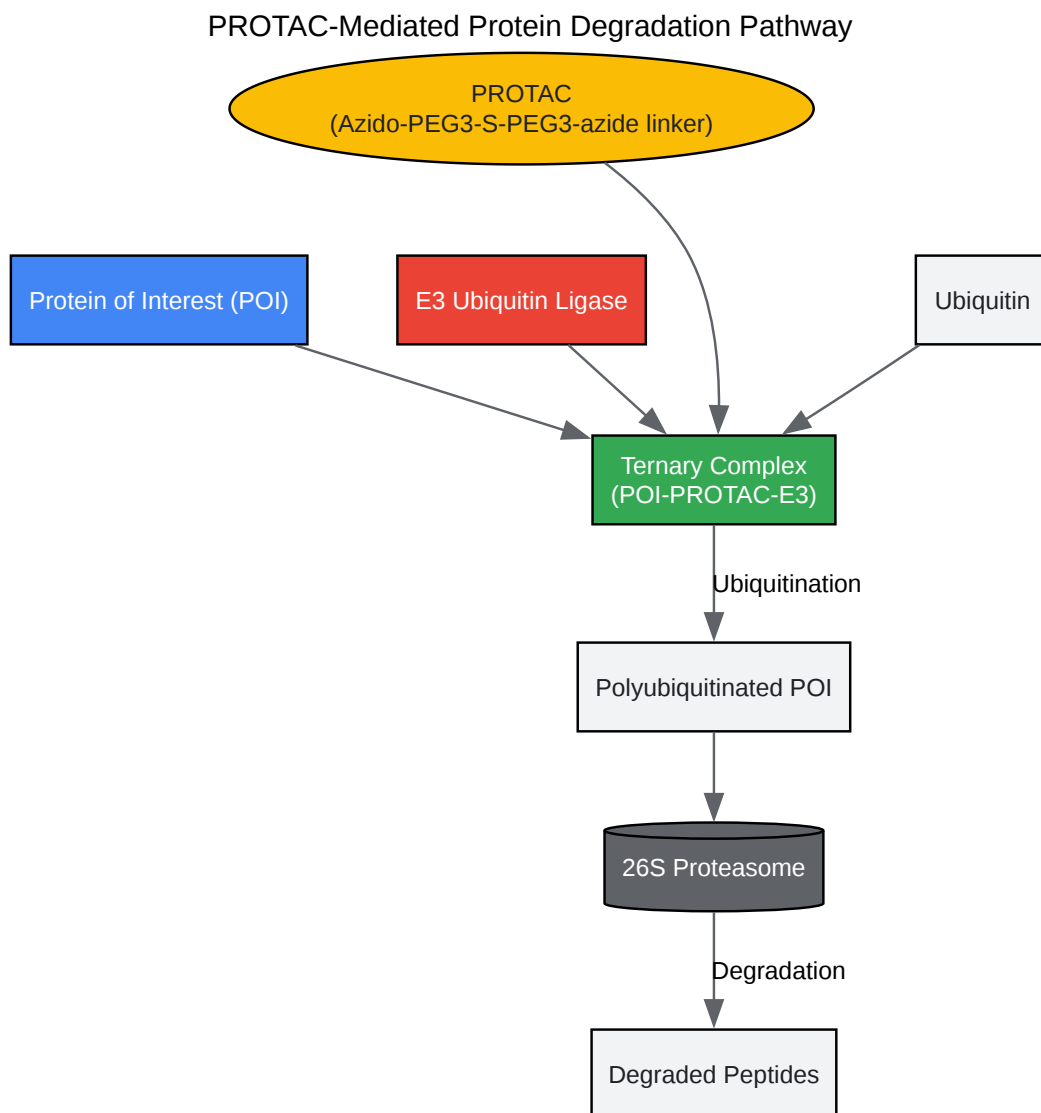 PROTAC-Mediated Protein Degradation Pathway
PROTAC
(Azido-PEG3-S-PEG3-azide linker)
Protein of Interest (POI)
E3 Ubiquitin Ligase
Ubiquitin
Ternary Complex
(POI-PROTAC-E3)
Ubiquitination
Polyubiquitinated POI
26S Proteasome
Degradation
Degraded Peptides